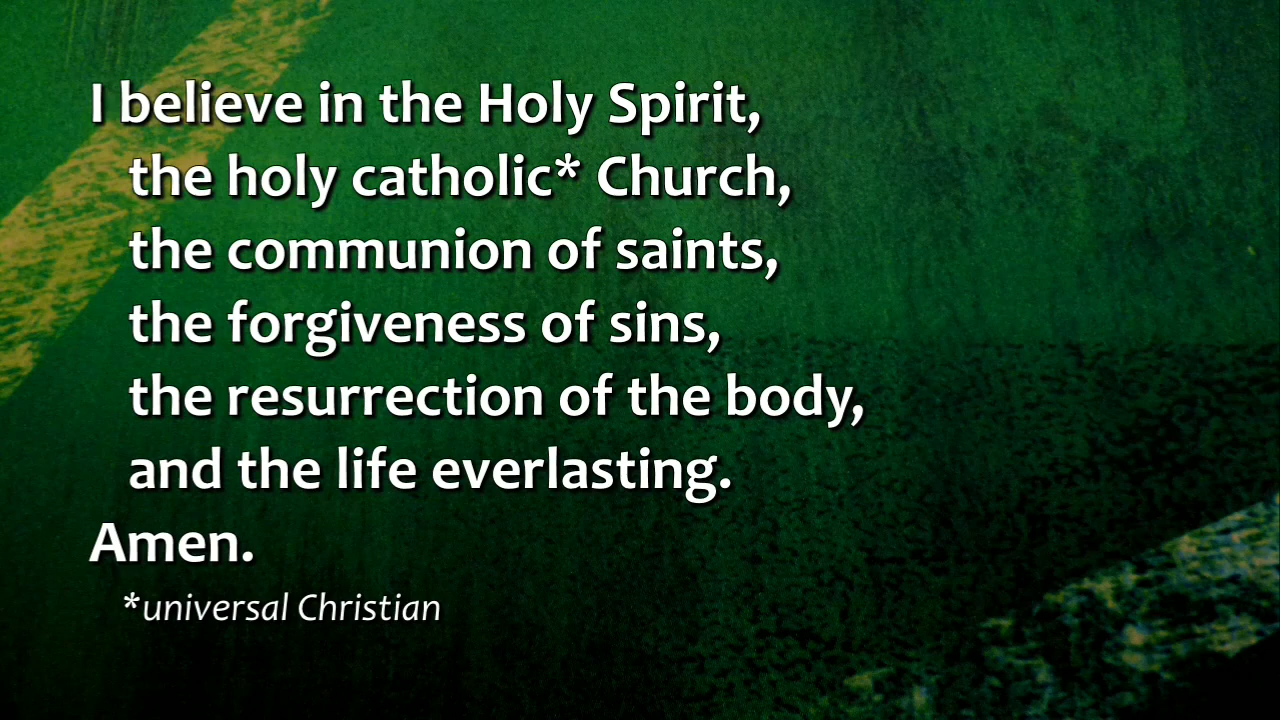 I believe in the Holy Spirit,
the holy catholic* Church,
the communion of saints,
the forgiveness of sins,
the resurrection of the body,
and the life everlasting.
Amen.
*universal Christian